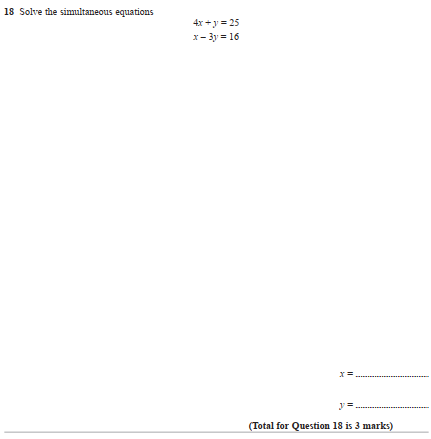 18 Solve the simultaneous equations
4x + y = 25
x – 3y = 16
x = ....................................
y = ....................................
(Total for Question 18 is 3 marks)